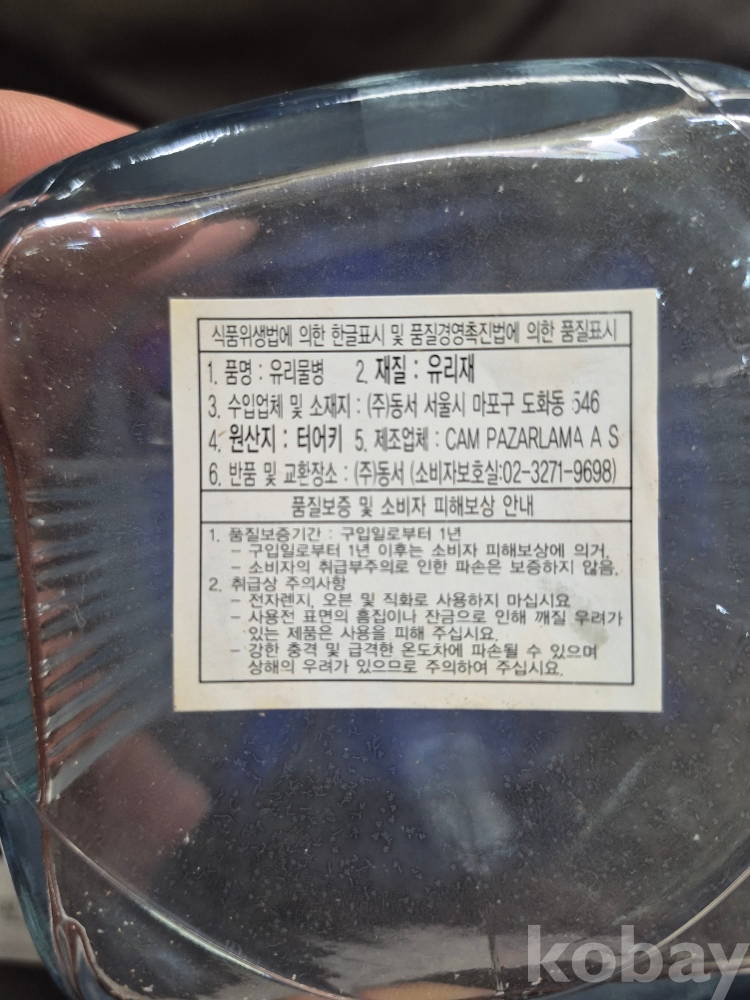 식품위생법에 의한 한글표시 및 품질경영촉진법에 의한 품질표시
1. 품명 : 유리물병 2. 재질 : 유리재
3. 수입업체 및 소재지 : (주)동서 서울시 마포구 도화동 546
4. 원산지 : 터어키 5. 제조업체 : CAM PAZARLAMA A S
6. 반품 및 교환장소 : (주)동서 (소비자보호실:02-3271-9698)
품질보증 및 소비자 피해보상 안내
1. 품질보증기간 : 구입일로부터 1년
- 구입일로부터 1년 이후는 소비자 피해보상에 의거.
- 소비자의 취급부주의로 인한 파손은 보증하지 않음.
2. 취급상 주의사항
- 전자렌지, 오븐 및 직화로 사용하지 마십시요
- 사용전 표면의 흠집이나 잔금으로 인해 깨질 우려가
있는 제품은 사용을 피해 주십시요.
- 강한 충격 및 급격한 온도차에 파손될 수 있으며
상해의 우려가 있으므로 주의하여 주십시요.
kobay